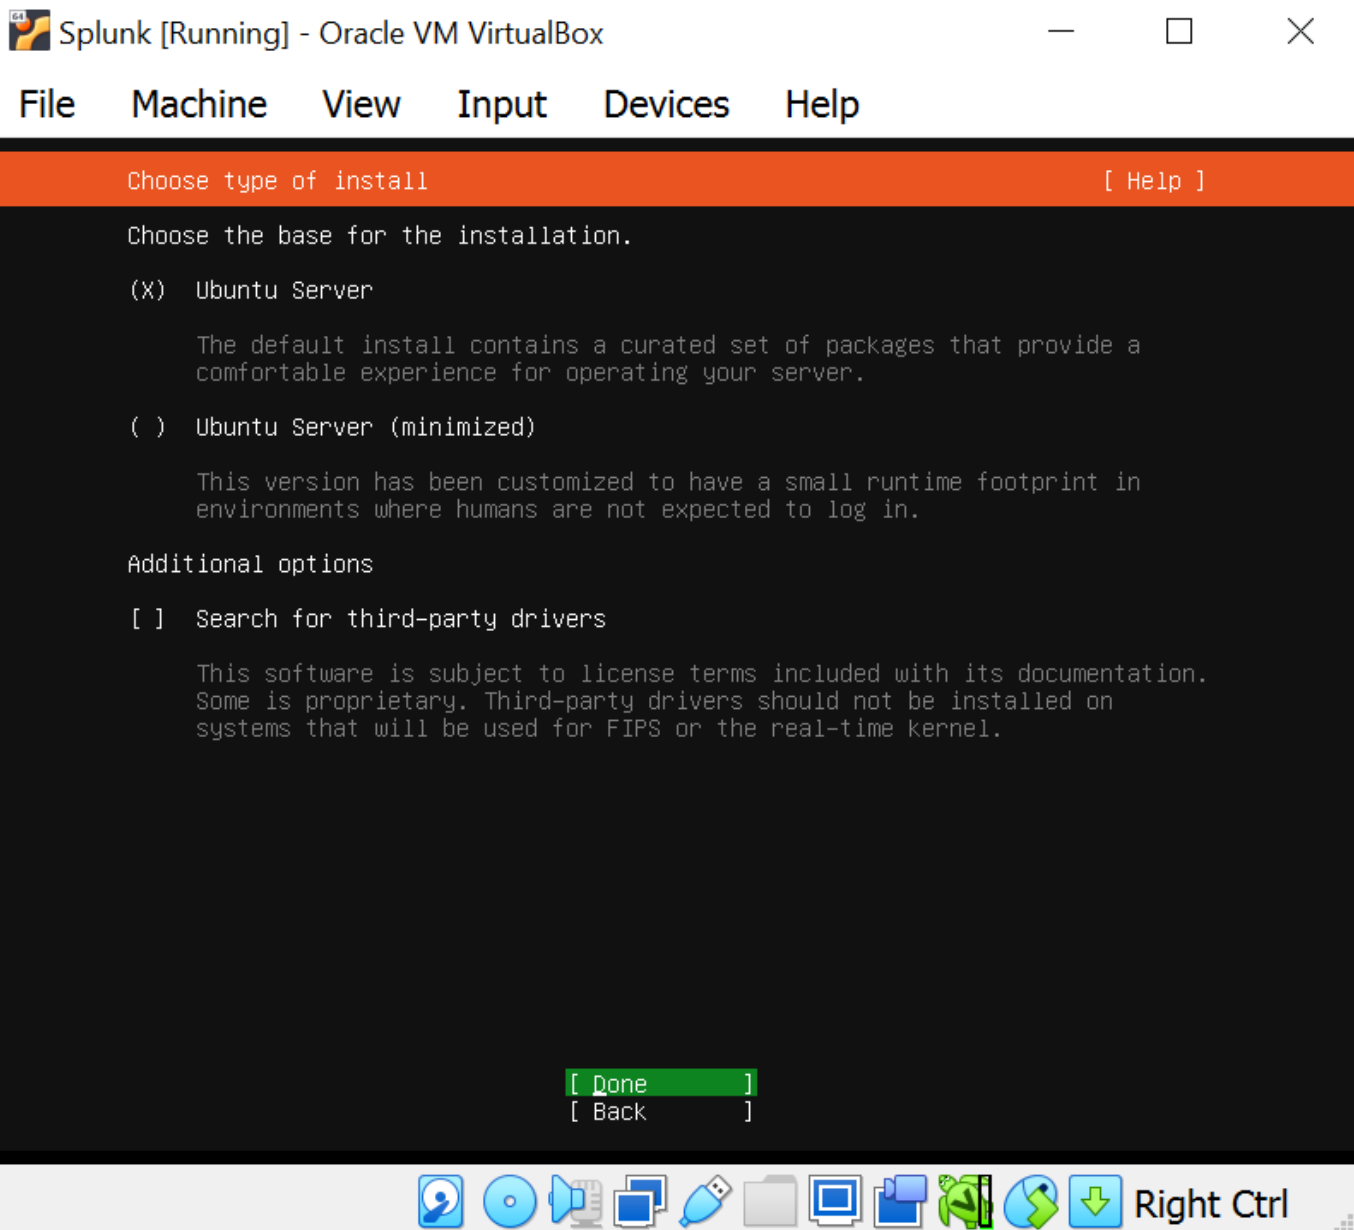 64
Splunk [Running] - Oracle VM VirtualBox
File Machine View Input Devices Help
Choose type of install [ Help ]
Choose the base for the installation.
(X) Ubuntu Server
The default install contains a curated set of packages that provide a
comfortable experience for operating your server.
( ) Ubuntu Server (minimized)
This version has been customized to have a small runtime footprint in
environments where humans are not expected to log in.
Additional options
[ ] Search for third-party drivers
This software is subject to license terms included with its documentation.
Some is proprietary. Third-party drivers should not be installed on
systems that will be used for FIPS or the real-time kernel.
[ Done ]
[ Back ]
Right Ctrl